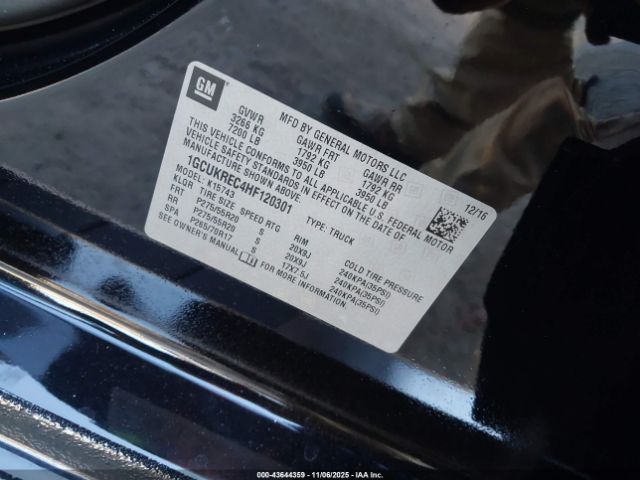 GM
MFD BY GENERAL MOTORS LLC
GVWR GAWR FRT GAWR RR
3266 KG 1792 KG 1792 KG
7200 LB 3950 LB 3950 LB
THIS VEHICLE CONFORMS TO ALL APPLICABLE U.S. FEDERAL MOTOR
VEHICLE SAFETY STANDARDS IN EFFECT ON THE DATE OF
MANUFACTURE SHOWN ABOVE.
12/16
1GCUKREC4HF120301
TYPE: TRUCK
MODEL: K15743
KLGR TIRE SIZE SPEED RTG RIM COLD TIRE PRESSURE
FRT P275/55R20 S 20X9J 240KPA(35PSI)
RR P275/55R20 S 20X9J 240KPA(35PSI)
SPA P265/70R17 S 17X7.5J 240KPA(35PSI)
SEE OWNER'S MANUAL FOR MORE INFORMATION.
000-43644359 - 11/06/2025 - IAAI.COM